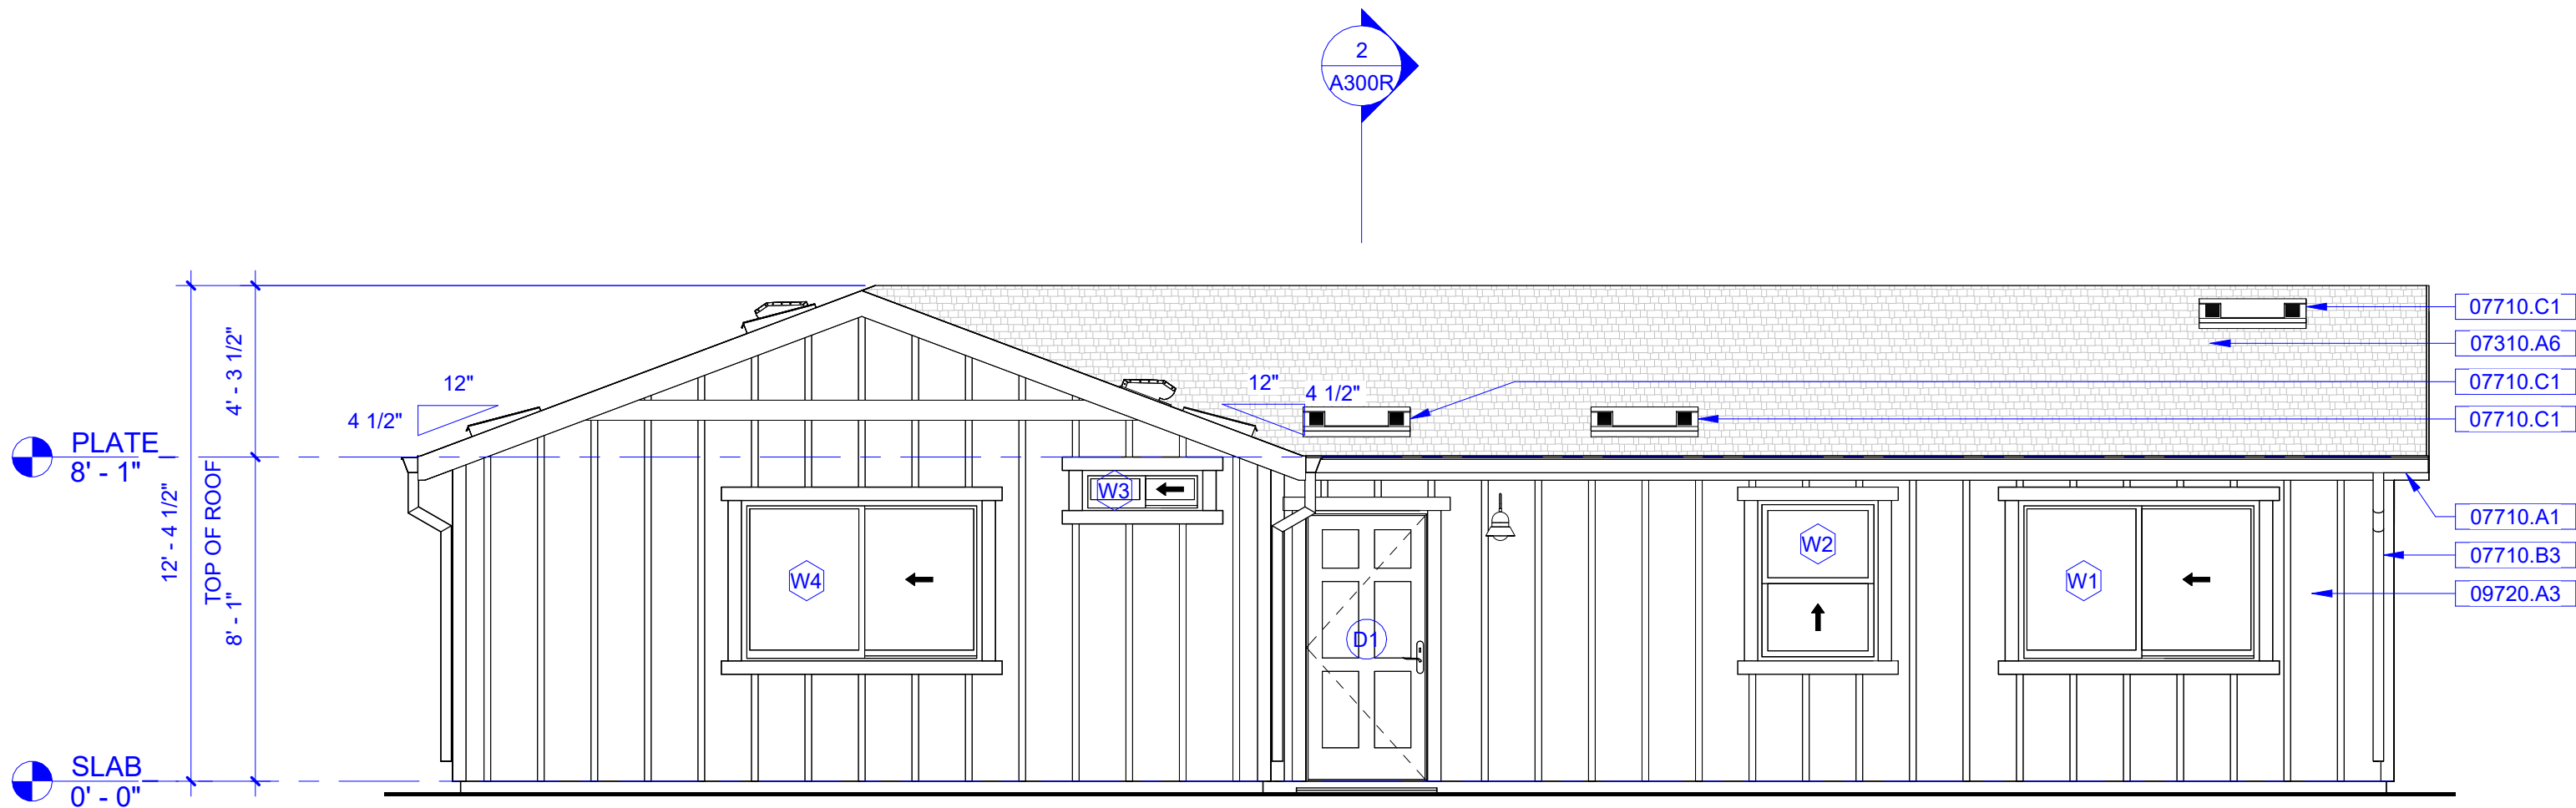 2
A300R
07710.C1
4' - 3 1/2"
07310.A6
12"
12"
07710.C1
4 1/2"
4 1/2"
07710.C1
PLATE
8' - 1"
12' - 4 1/2"
TOP OF ROOF
W3
07710.A1
W2
07710.B3
W4
W1
09720.A3
8' - 1"
D1
SLAB
0' - 0"